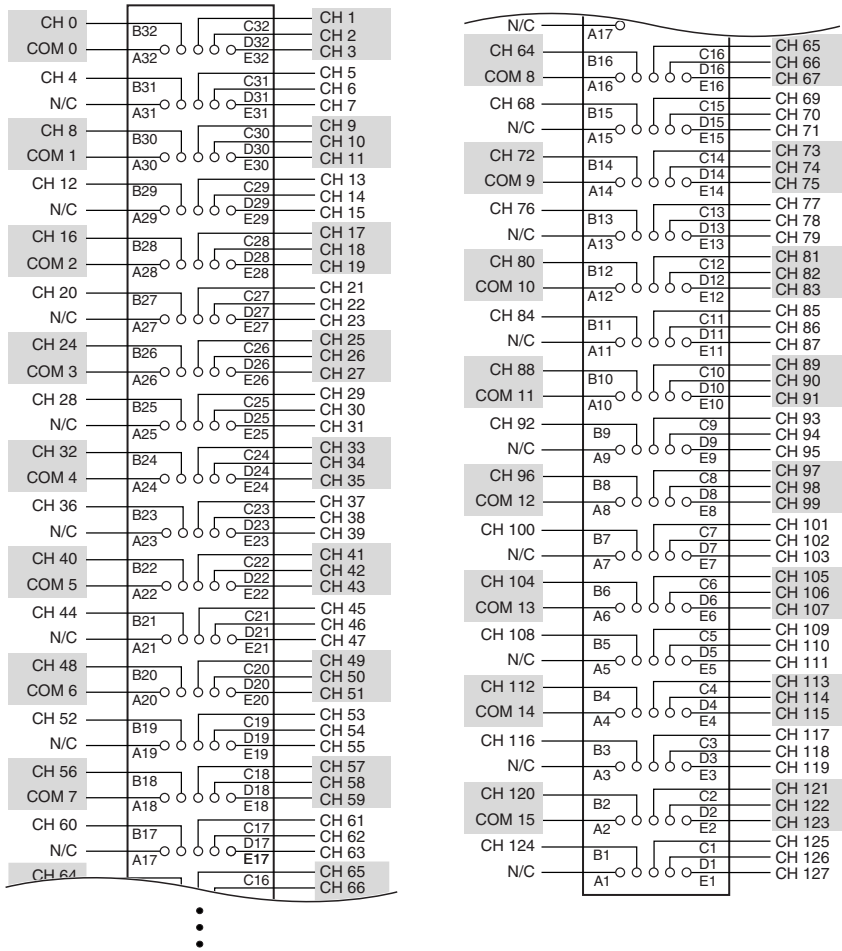 CH 0 B32 C32 CH 1
D32 CH 2
COM 0 A32 E32 CH 3
CH 4 B31 C31 CH 5
D31 CH 6
N/C A31 E31 CH 7
CH 8 B30 C30 CH 9
D30 CH 10
COM 1 A30 E30 CH 11
CH 12 B29 C29 CH 13
D29 CH 14
N/C A29 E29 CH 15
CH 16 B28 C28 CH 17
D28 CH 18
COM 2 A28 E28 CH 19
CH 20 B27 C27 CH 21
D27 CH 22
N/C A27 E27 CH 23
CH 24 B26 C26 CH 25
D26 CH 26
COM 3 A26 E26 CH 27
CH 28 B25 C25 CH 29
D25 CH 30
N/C A25 E25 CH 31
CH 32 B24 C24 CH 33
D24 CH 34
COM 4 A24 E24 CH 35
CH 36 B23 C23 CH 37
D23 CH 38
N/C A23 E23 CH 39
CH 40 B22 C22 CH 41
D22 CH 42
COM 5 A22 E22 CH 43
CH 44 B21 C21 CH 45
D21 CH 46
N/C A21 E21 CH 47
CH 48 B20 C20 CH 49
D20 CH 50
COM 6 A20 E20 CH 51
CH 52 B19 C19 CH 53
D19 CH 54
N/C A19 E19 CH 55
CH 56 B18 C18 CH 57
D18 CH 58
COM 7 A18 E18 CH 59
CH 60 B17 C17 CH 61
D17 CH 62
N/C A17 E17 CH 63
CH 64 C16 CH 65
CH 66
N/C A17
CH 64 B16 C16 CH 65
D16 CH 66
COM 8 A16 E16 CH 67
CH 68 B15 C15 CH 69
D15 CH 70
N/C A15 E15 CH 71
CH 72 B14 C14 CH 73
D14 CH 74
COM 9 A14 E14 CH 75
CH 76 B13 C13 CH 77
D13 CH 78
N/C A13 E13 CH 79
CH 80 B12 C12 CH 81
D12 CH 82
COM 10 A12 E12 CH 83
CH 84 B11 C11 CH 85
D11 CH 86
N/C A11 E11 CH 87
CH 88 B10 C10 CH 89
D10 CH 90
COM 11 A10 E10 CH 91
CH 92 B9 C9 CH 93
D9 CH 94
N/C A9 E9 CH 95
CH 96 B8 C8 CH 97
D8 CH 98
COM 12 A8 E8 CH 99
CH 100 B7 C7 CH 101
D7 CH 102
N/C A7 E7 CH 103
CH 104 B6 C6 CH 105
D6 CH 106
COM 13 A6 E6 CH 107
CH 108 B5 C5 CH 109
D5 CH 110
N/C A5 E5 CH 111
CH 112 B4 C4 CH 113
D4 CH 114
COM 14 A4 E4 CH 115
CH 116 B3 C3 CH 117
D3 CH 118
N/C A3 E3 CH 119
CH 120 B2 C2 CH 121
D2 CH 122
COM 15 A2 E2 CH 123
CH 124 B1 C1 CH 125
D1 CH 126
N/C A1 E1 CH 127